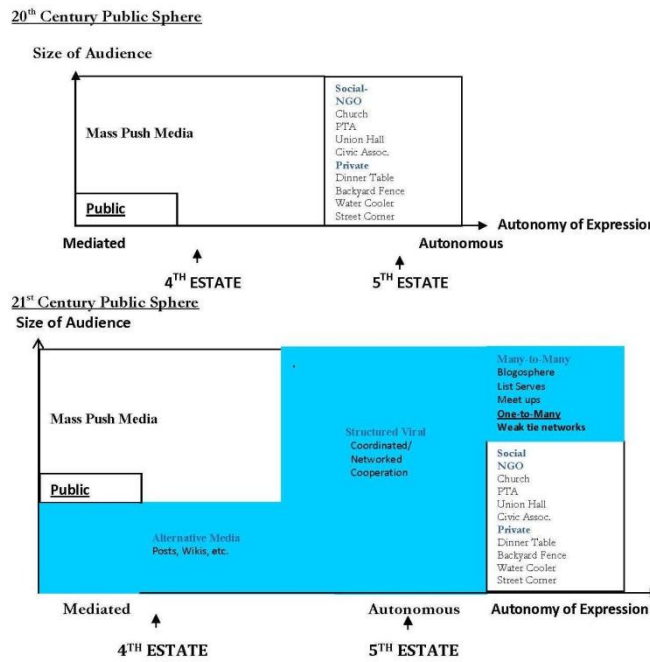 20th Century Public Sphere
Size of Audience
Mass Push Media
Public
Social-
NGO
Church
PTA
Union Hall
Civic Assoc.
Private
Dinner Table
Backyard Fence
Water Cooler
Street Corner
Autonomy of Expression
Mediated
Autonomous
4TH ESTATE
5TH ESTATE
21st Century Public Sphere
Size of Audience
Mass Push Media
Public
Alternative Media
Posts, Wikis, etc.
Structured Viral
Coordinated/
Networked
Cooperation
Many-to-Many
Blogosphere
List Serves
Meet ups
One-to-Many
Weak tie networks
Social
NGO
Church
PTA
Union Hall
Civic Assoc.
Private
Dinner Table
Backyard Fence
Water Cooler
Street Corner
Mediated
Autonomous
Autonomy of Expression
4TH ESTATE
5TH ESTATE